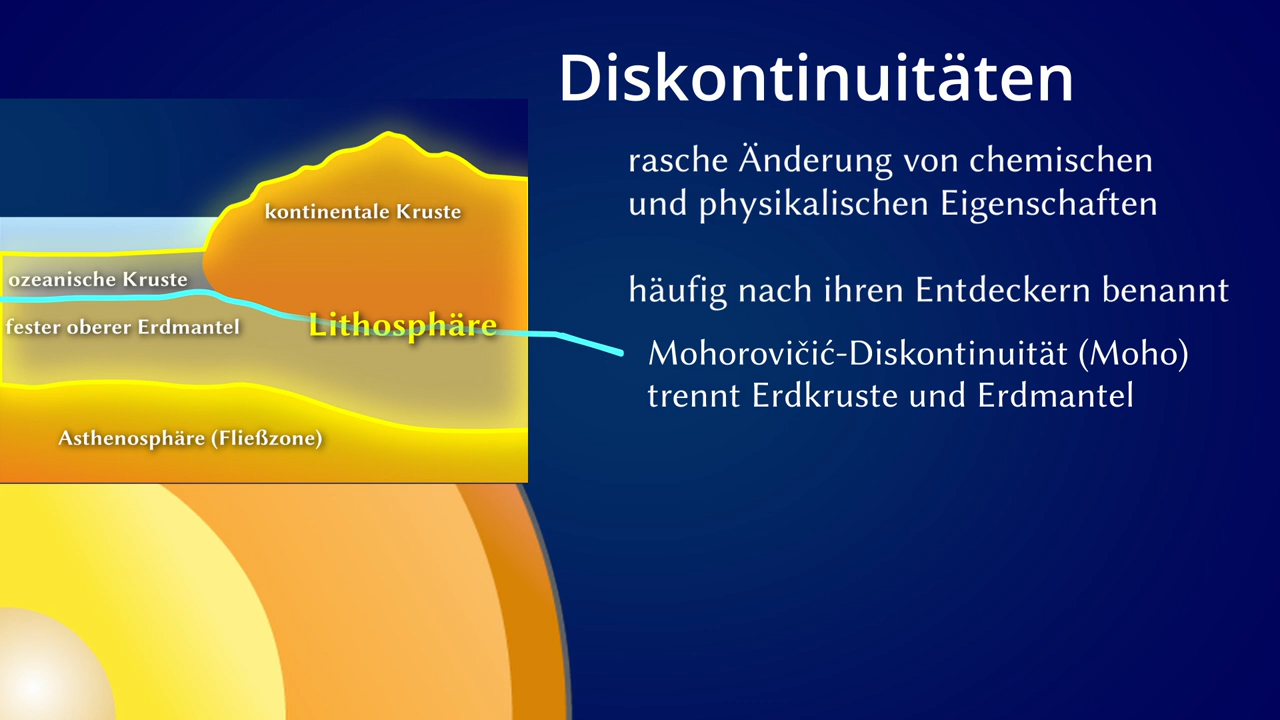 Diskontinuitäten
rasche Änderung von chemischen
und physikalischen Eigenschaften
häufig nach ihren Entdeckern benannt
Mohorovičić-Diskontinuität (Moho)
trennt Erdkruste und Erdmantel
kontinentale Kruste
ozeanische Kruste
fester oberer Erdmantel
Lithosphäre
Asthenosphäre (Fließzone)